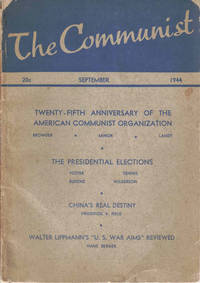 The Communist
20c SEPTEMBER 1944
TWENTY-FIFTH ANNIVERSARY OF THE
AMERICAN COMMUNIST ORGANIZATION
BROWDER • MINOR • LANDY
THE PRESIDENTIAL ELECTIONS
FOSTER DENNIS
EUGENE WILKERSON
CHINA'S REAL DESTINY
FREDERICK V. FIELD
WALTER LIPPMANN'S "U. S. WAR AIMS" REVIEWED
HANS BERGER